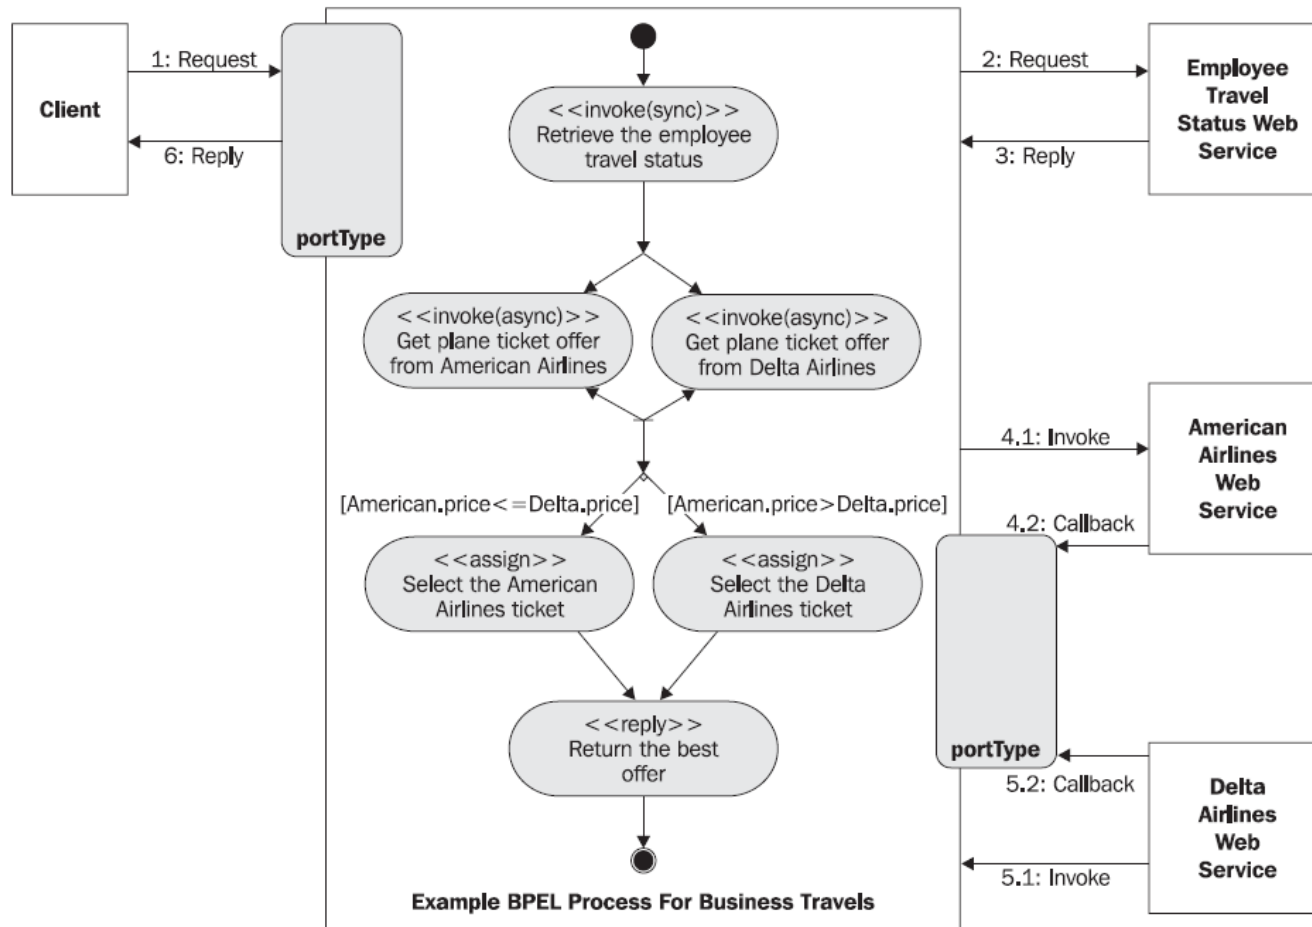 Client
1: Request
6: Reply
portType
<<invoke(sync)>>
Retrieve the employee
travel status
2: Request
3: Reply
Employee
Travel
Status Web
Service
<<invoke(async)>>
Get plane ticket offer
from American Airlines
<<invoke(async)>>
Get plane ticket offer
from Delta Airlines
4.1: Invoke
4.2: Callback
American
Airlines
Web
Service
[American.price<=Delta.price]
[American.price>Delta.price]
<<assign>>
Select the American
Airlines ticket
<<assign>>
Select the Delta
Airlines ticket
<<reply>>
Return the best
offer
portType
5.2: Callback
5.1: Invoke
Delta
Airlines
Web
Service
Example BPEL Process For Business Travels